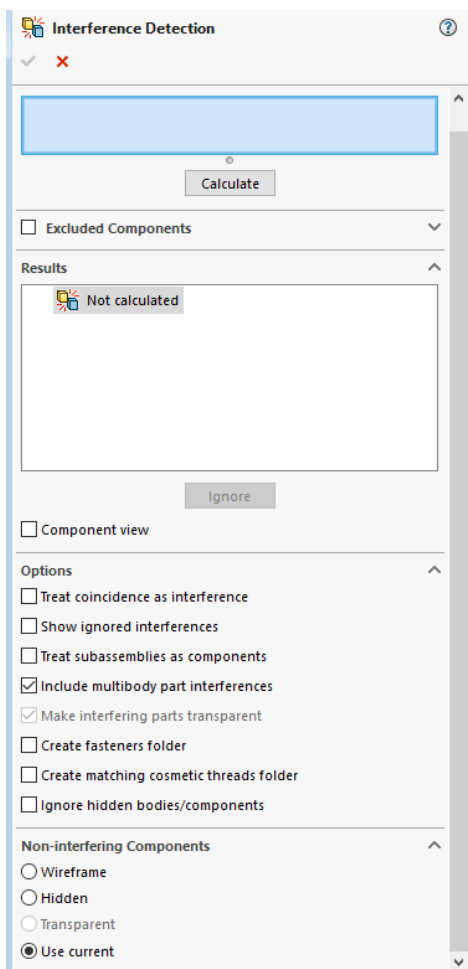 Interference Detection
Calculate
Excluded Components
Results
Not calculated
Ignore
Component view
Options
Treat coincidence as interference
Show ignored interferences
Treat subassemblies as components
Include multibody part interferences
Make interfering parts transparent
Create fasteners folder
Create matching cosmetic threads folder
Ignore hidden bodies/components
Non-interfering Components
Wireframe
Hidden
Transparent
Use current